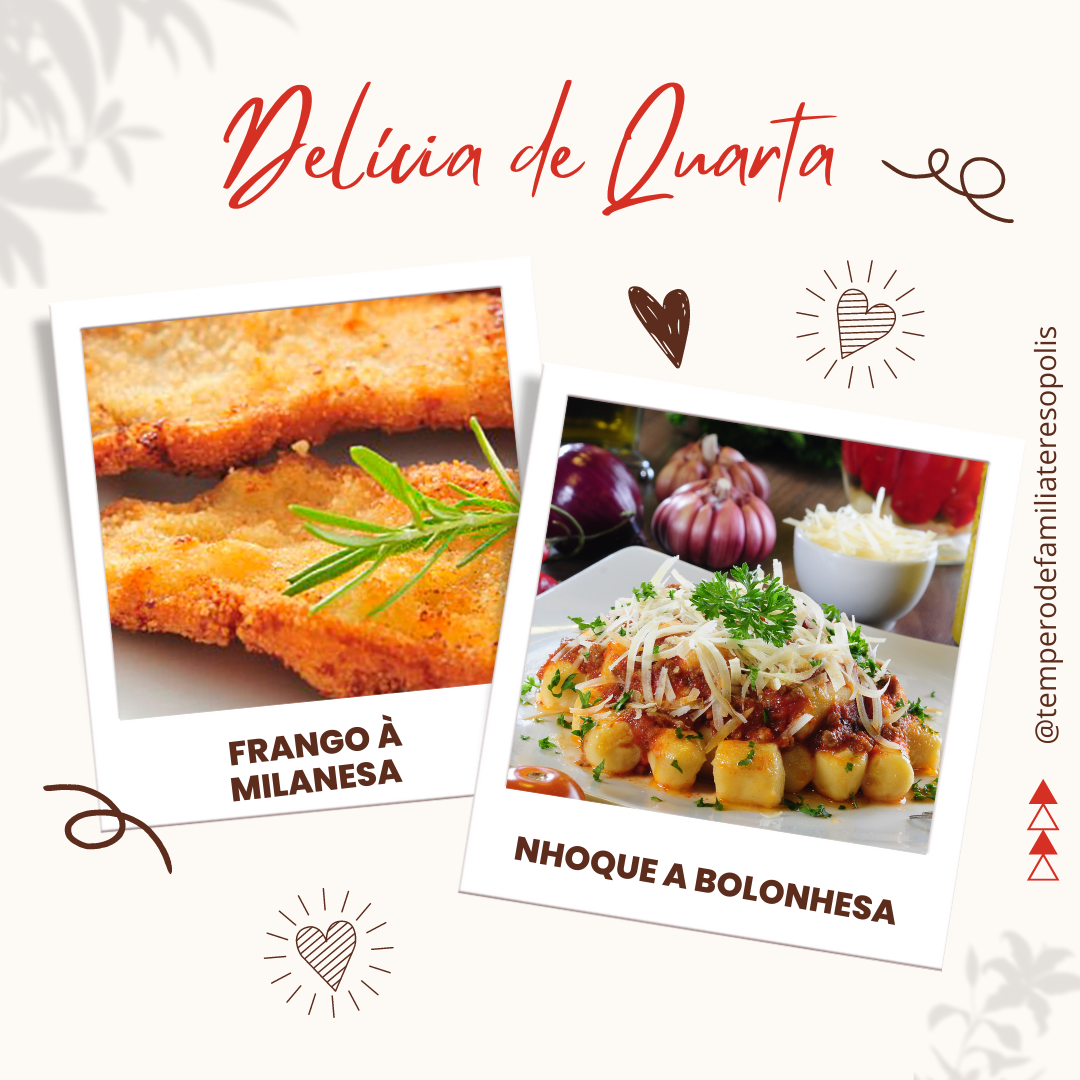 Delícia de Quarta
FRANGO À
MILANESA
NHOQUE A BOLONHESA
@temperodefamiliateresopolis